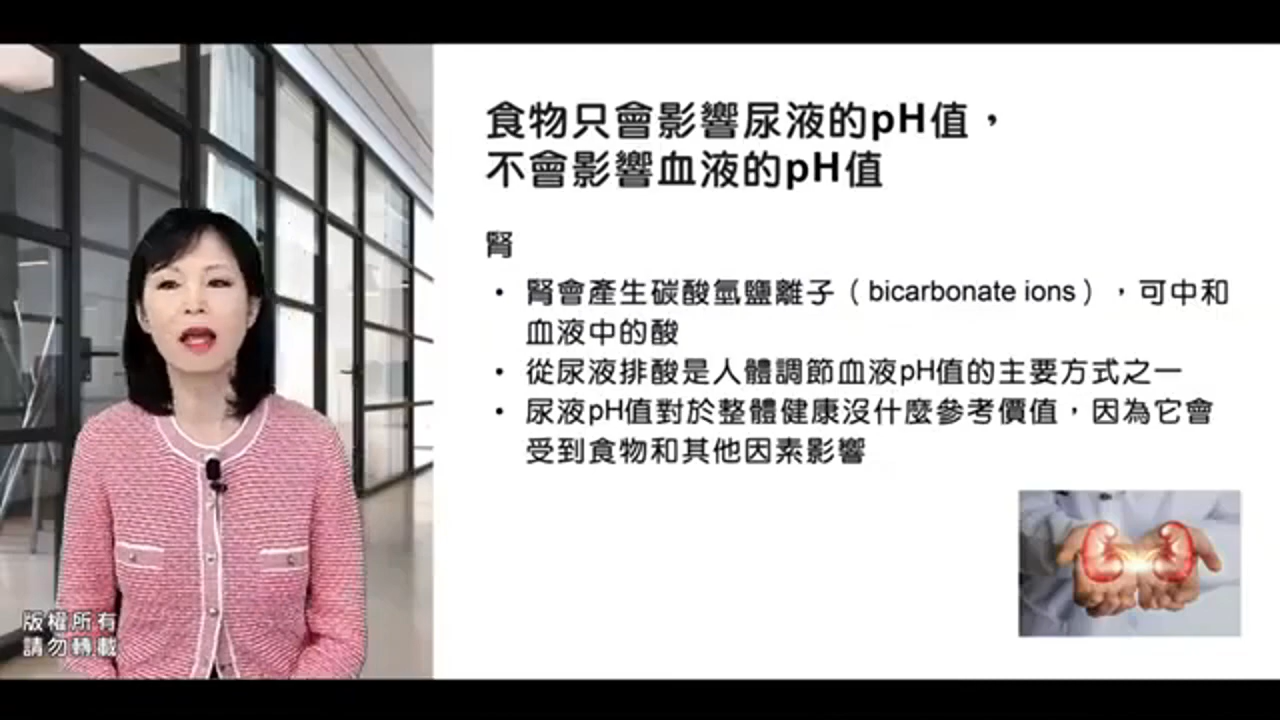 食物只會影響尿液的pH值，
不會影響血液的pH值
腎
• 腎會產生碳酸氫鹽離子（bicarbonate ions），可中和
血液中的酸
• 從尿液排酸是人體調節血液pH值的主要方式之一
• 尿液pH值對於整體健康沒什麼參考價值，因為它會
受到食物和其他因素影響
版權所有
請勿轉載